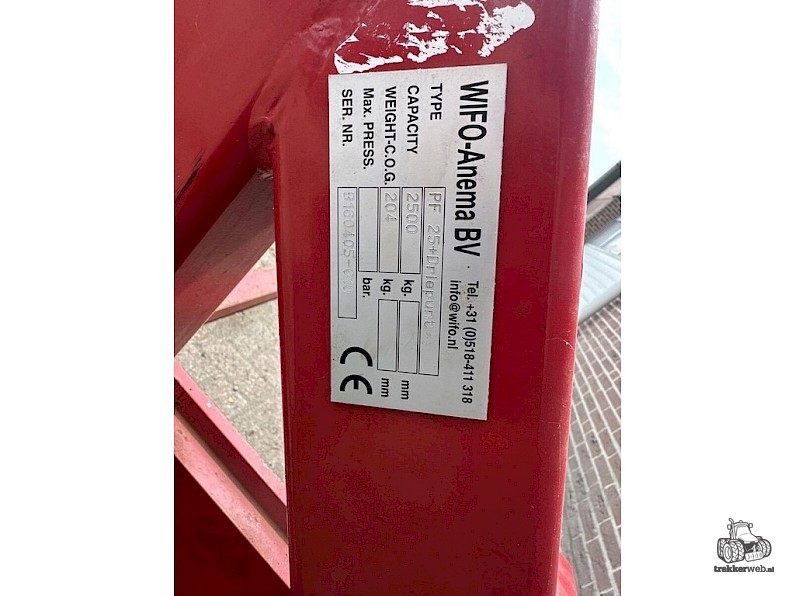 WIFO-Anema BV
Tel. +31 (0)518-411 318
info@wifo.nl
TYPE PF 25+Driepunt
CAPACITY 2500 kg. mm
WEIGHT-C.O.G. 204 kg. mm
Max. PRESS. bar.
SER. NR.
CE
trekkerweb.nl